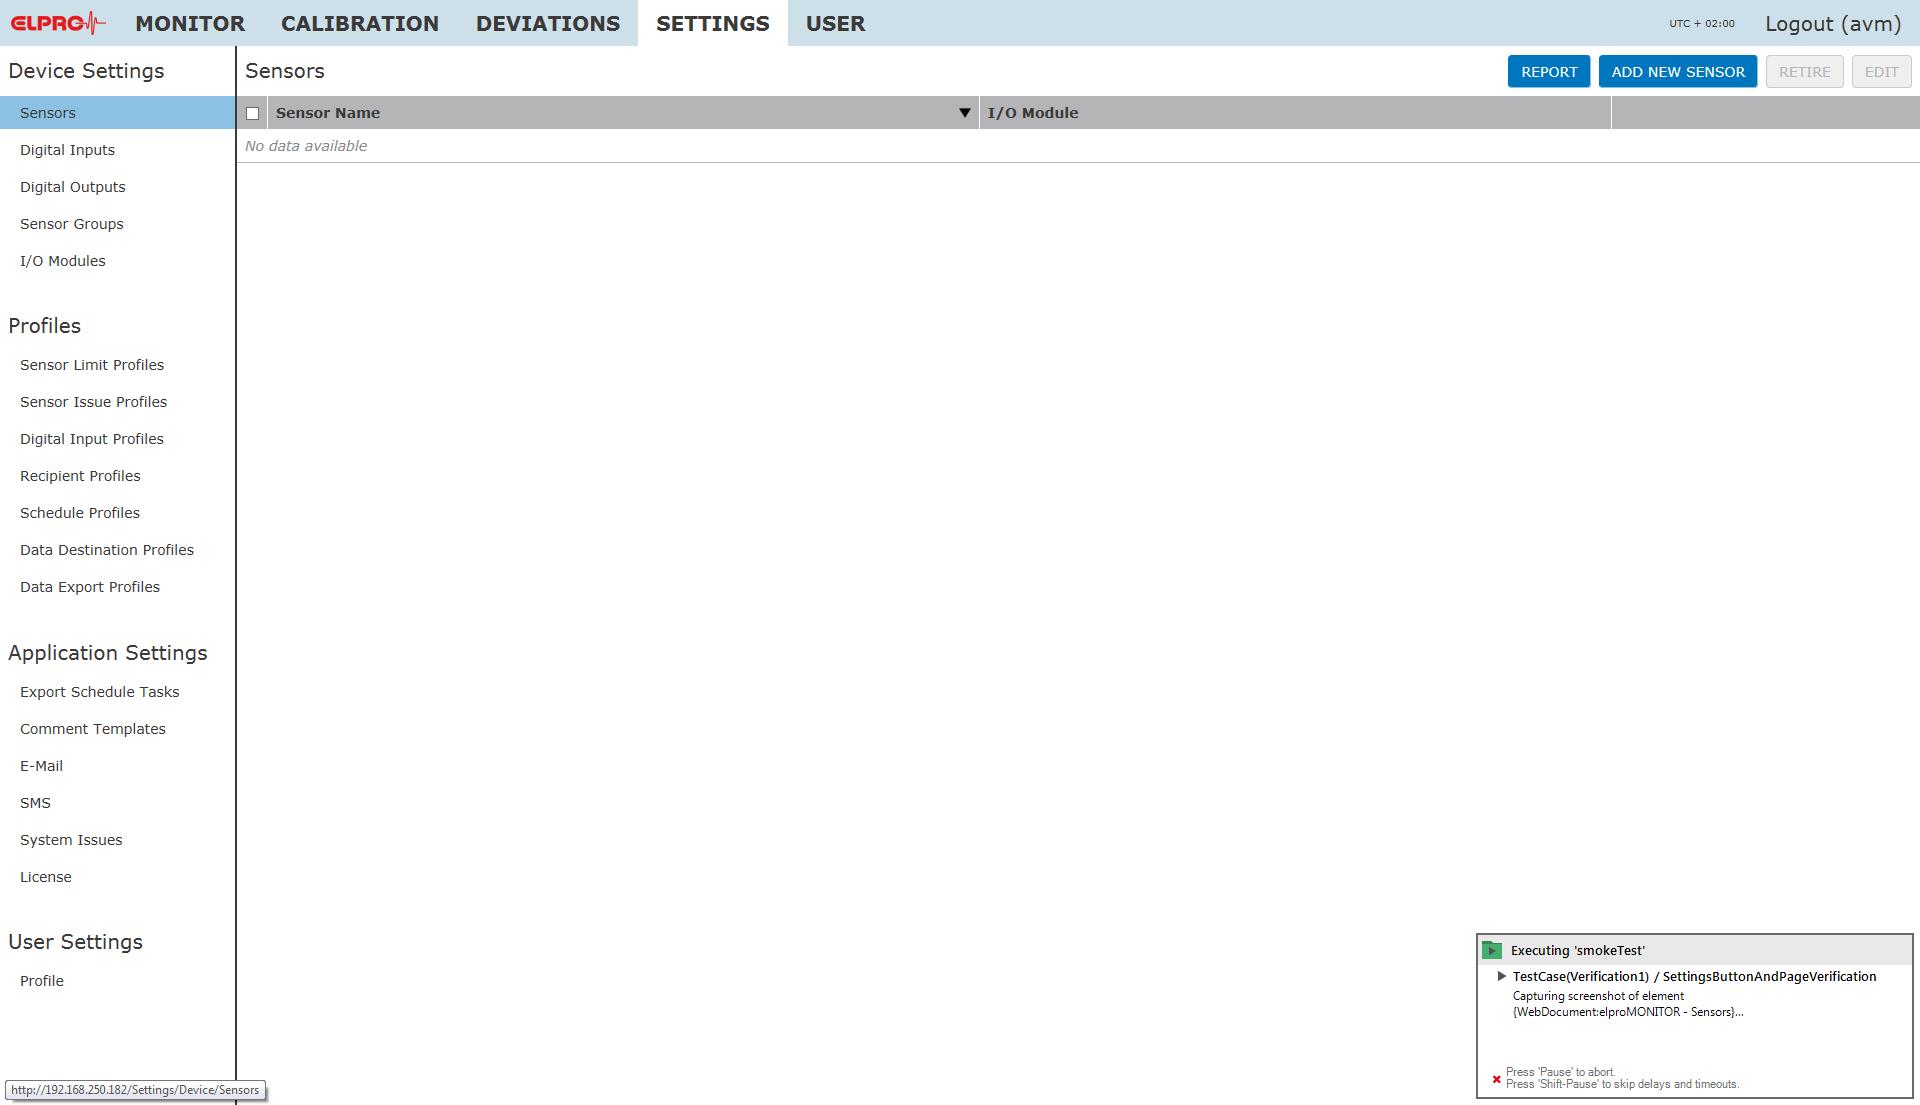 ELPRO MONITOR CALIBRATION DEVIATIONS SETTINGS USER UTC + 02:00 Logout (avm)
Device Settings
Sensors
Digital Inputs
Digital Outputs
Sensor Groups
I/O Modules
Profiles
Sensor Limit Profiles
Sensor Issue Profiles
Digital Input Profiles
Recipient Profiles
Schedule Profiles
Data Destination Profiles
Data Export Profiles
Application Settings
Export Schedule Tasks
Comment Templates
E-Mail
SMS
System Issues
License
User Settings
Profile
http://192.168.250.182/Settings/Device/Sensors
Sensors REPORT ADD NEW SENSOR RETIRE EDIT
Sensor Name I/O Module
No data available
Executing 'smokeTest'
TestCase(Verification1) / SettingsButtonAndPageVerification
Capturing screenshot of element
{WebDocument:elproMONITOR - Sensors}...
Press 'Pause' to abort.
Press 'Shift-Pause' to skip delays and timeouts.